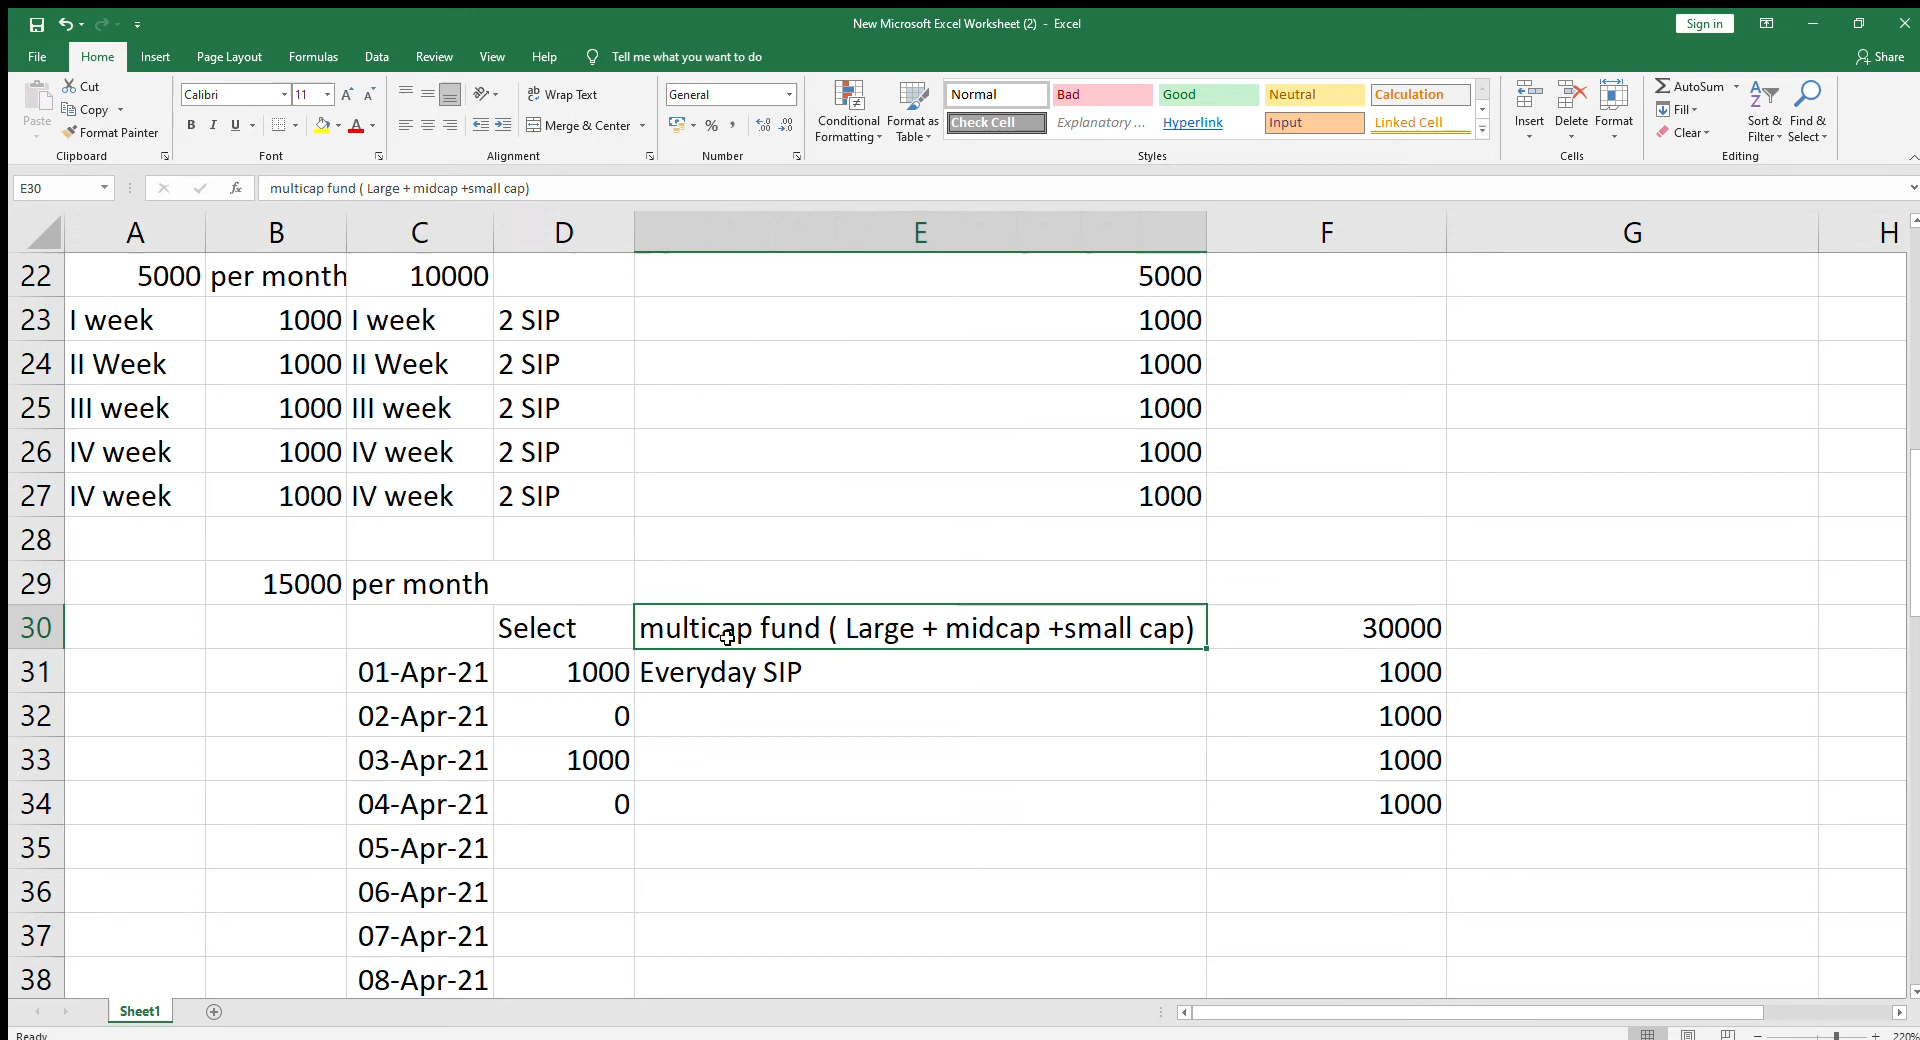 New Microsoft Excel Worksheet (2) - Excel
Sign in
File Home Insert Page Layout Formulas Data Review View Help Tell me what you want to do
Share
Paste
Cut
Copy
Format Painter
Clipboard
Calibri 11
B I U
Font
Wrap Text
Merge & Center
Alignment
General
Number
Conditional Formatting
Format as Table
Normal Bad Good Neutral Calculation
Check Cell Explanatory ... Hyperlink Input Linked Cell
Styles
Insert Delete Format
Cells
AutoSum
Fill
Clear
Sort & Filter
Find & Select
Editing
E30 fx multicap fund ( Large + midcap +small cap)
A B C D E F G H
22 5000 per month 10000 5000
23 I week 1000 I week 2 SIP 1000
24 II Week 1000 II Week 2 SIP 1000
25 III week 1000 III week 2 SIP 1000
26 IV week 1000 IV week 2 SIP 1000
27 IV week 1000 IV week 2 SIP 1000
28
29 15000 per month
30 Select multicap fund ( Large + midcap +small cap) 30000
31 01-Apr-21 1000 Everyday SIP 1000
32 02-Apr-21 0 1000
33 03-Apr-21 1000 1000
34 04-Apr-21 0 1000
35 05-Apr-21
36 06-Apr-21
37 07-Apr-21
38 08-Apr-21
Sheet1
Ready 220%